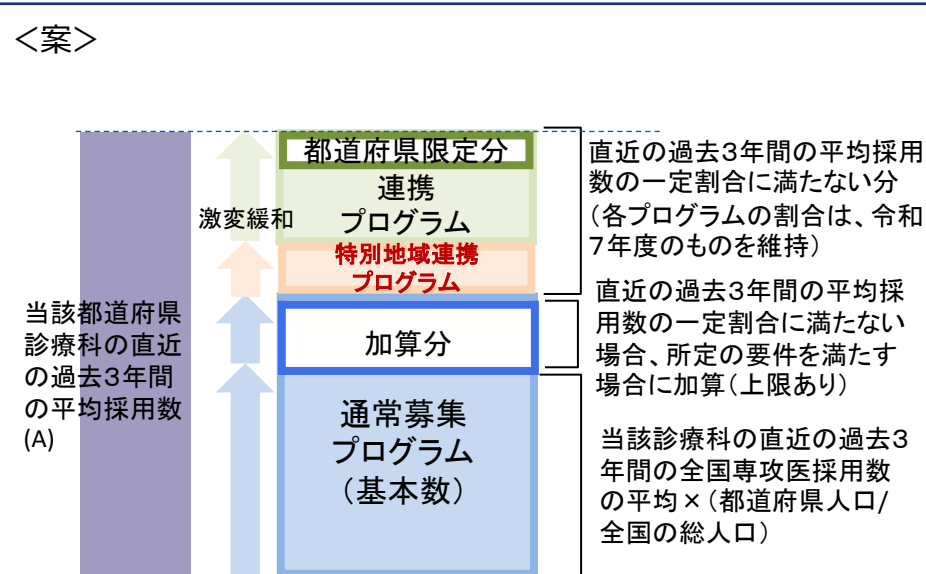 <案>
都道府県限定分
連携
プログラム
激変緩和
特別地域連携
プログラム
加算分
通常募集
プログラム
（基本数）
当該都道府県
診療科の直近
の過去３年間
の平均採用数
(A)
直近の過去３年間の平均採用
数の一定割合に満たない分
（各プログラムの割合は、令和
７年度のものを維持）
直近の過去３年間の平均採
用数の一定割合に満たない
場合、所定の要件を満たす
場合に加算（上限あり）
当該診療科の直近の過去３
年間の全国専攻医採用数
の平均×（都道府県人口/
全国の総人口）